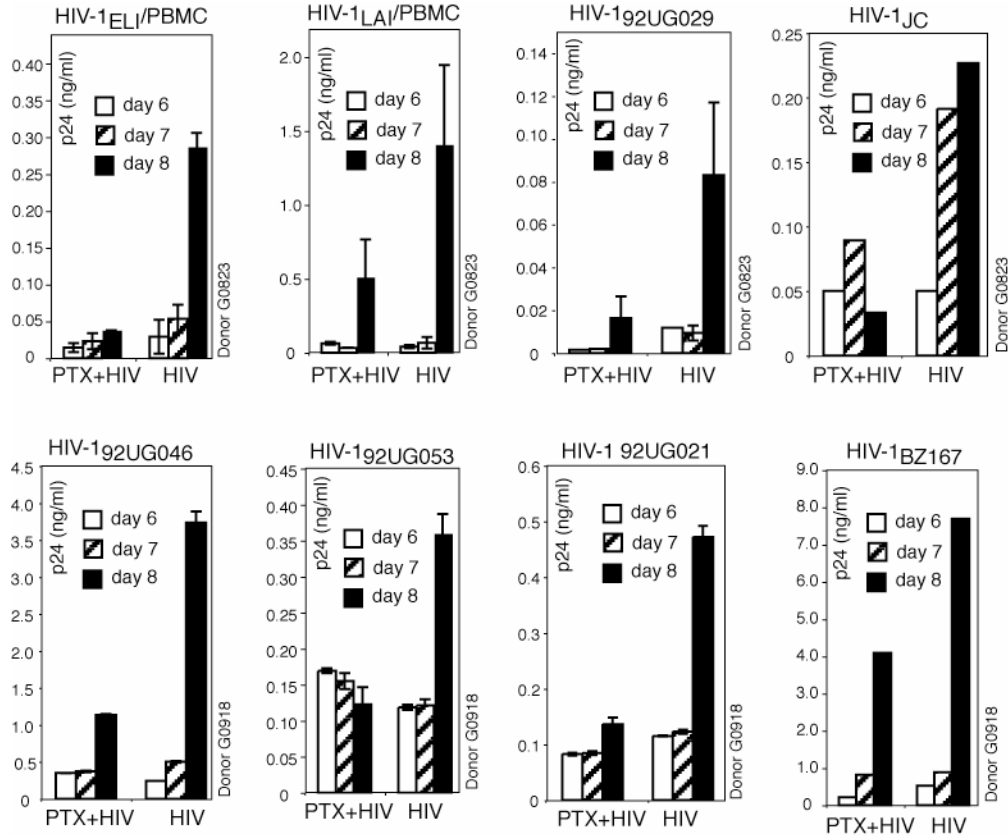 HIV-1ELI/PBMC
p24 (ng/ml)
0.40
0.35
0.30
0.25
0.20
0.15
0.10
0.05
0
day 6
day 7
day 8
PTX+HIV HIV
Donor G0823
HIV-1LAI/PBMC
p24 (ng/ml)
2.0
1.5
1.0
0.5
0
day 6
day 7
day 8
PTX+HIV HIV
Donor G0823
HIV-192UG029
p24 (ng/ml)
0.14
0.12
0.10
0.08
0.06
0.04
0.02
0
day 6
day 7
day 8
PTX+HIV HIV
Donor G0823
HIV-1JC
p24 (ng/ml)
0.20
0.25
0.15
0.10
0.05
0
day 6
day 7
day 8
PTX+HIV HIV
Donor G0823
HIV-192UG046
p24 (ng/ml)
4.5
4.0
3.5
3.0
2.5
2.0
1.5
1.0
0.5
0
day 6
day 7
day 8
PTX+HIV HIV
Donor G0918
HIV-192UG053
p24 (ng/ml)
0.45
0.40
0.35
0.30
0.35
0.20
0.15
0.10
0.05
0
day 6
day 7
day 8
PTX+HIV HIV
Donor G0918
HIV-1 92UG021
p24 (ng/ml)
0.6
0.5
0.4
0.3
0.2
0.1
0
day 6
day 7
day 8
PTX+HIV HIV
Donor G0918
HIV-1BZ167
p24 (ng/ml)
9.0
8.0
7.0
6.0
5.0
4.0
3.0
2.0
1.0
0
day 6
day 7
day 8
PTX+HIV HIV
Donor G0918